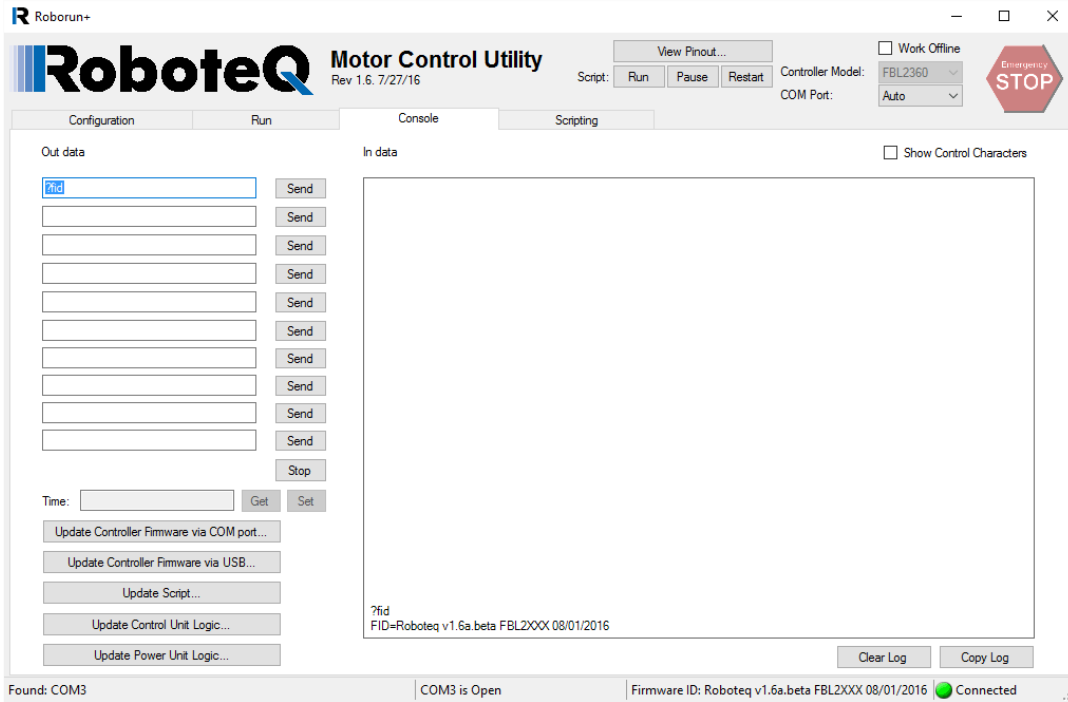 Roborun+
RoboteQ
Motor Control Utility
Rev 1.6. 7/27/16
View Pinout...
Script: Run Pause Restart
Work Offline
Controller Model: FBL2360
COM Port: Auto
Emergency
STOP
Configuration Run Console Scripting
Out data
In data
Show Control Characters
?fid Send
Send
Send
Send
Send
Send
Send
Send
Send
Send
Stop
Time: Get Set
Update Controller Firmware via COM port...
Update Controller Firmware via USB...
Update Script...
Update Control Unit Logic...
Update Power Unit Logic...
?fid
FID=Roboteq v1.6a.beta FBL2XXX 08/01/2016
Clear Log Copy Log
Found: COM3 COM3 is Open Firmware ID: Roboteq v1.6a.beta FBL2XXX 08/01/2016 Connected